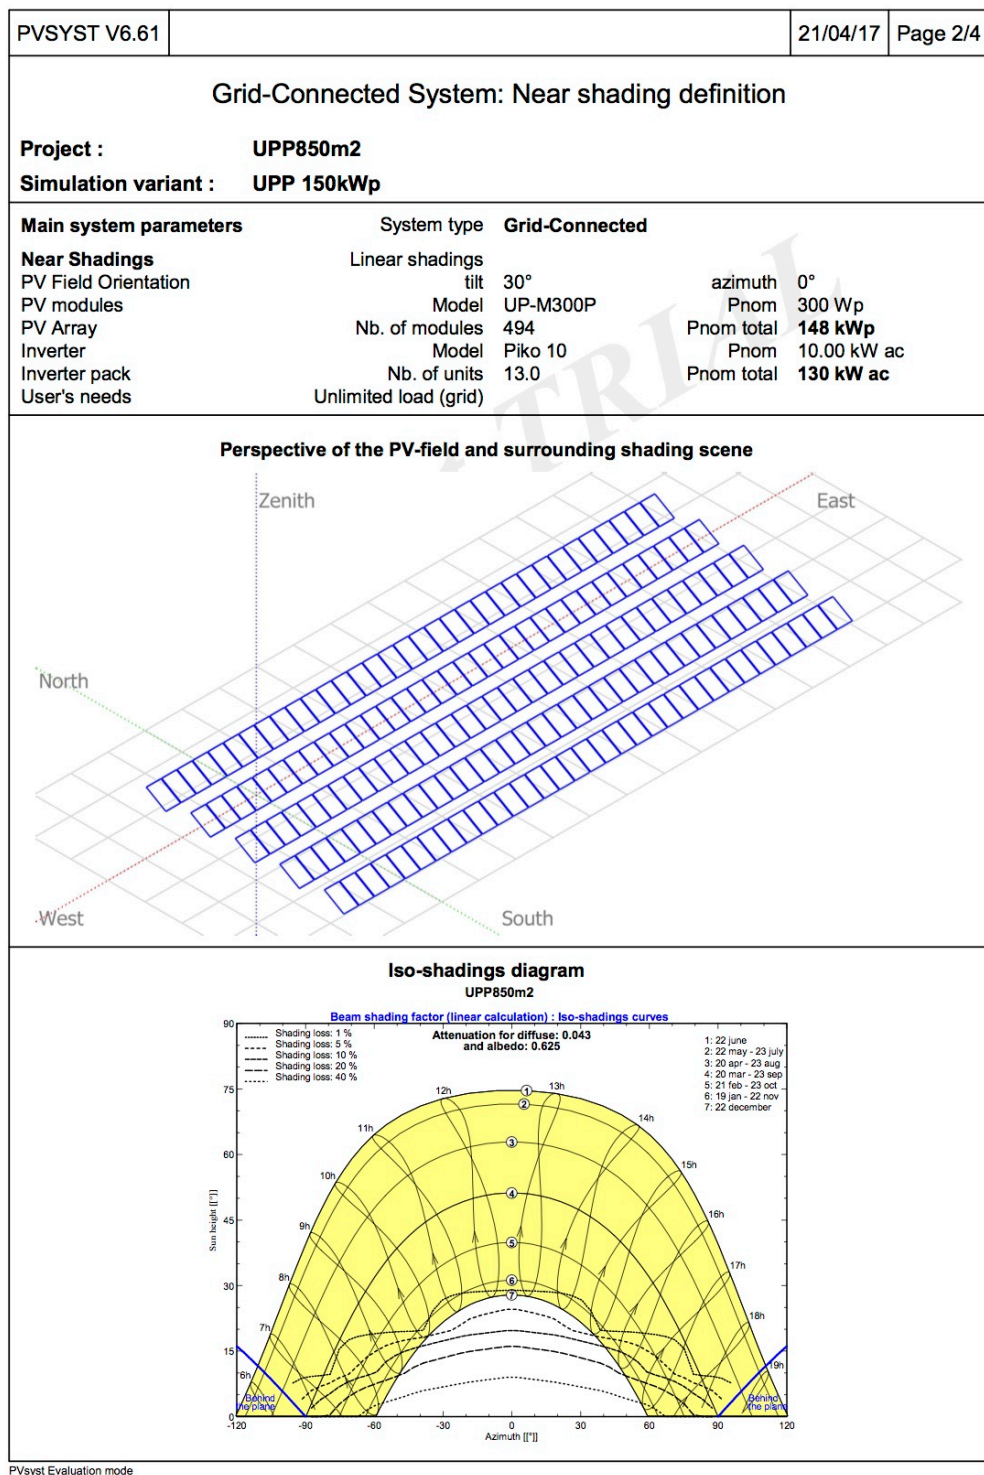 PVSYST V6.61 21/04/17 Page 2/4
Grid-Connected System: Near shading definition
Project : UPP850m2
Simulation variant : UPP 150kWp
Main system parameters System type Grid-Connected
Near Shadings Linear shadings
PV Field Orientation tilt 30° azimuth 0°
PV modules Model UP-M300P Pnom 300 Wp
PV Array Nb. of modules 494 Pnom total 148 kWp
Inverter Model Piko 10 Pnom 10.00 kW ac
Inverter pack Nb. of units 13.0 Pnom total 130 kW ac
User's needs Unlimited load (grid)
TRIAL
Perspective of the PV-field and surrounding shading scene
Zenith
East
North
West
South
Iso-shadings diagram
UPP850m2
Beam shading factor (linear calculation) : Iso-shadings curves
Attenuation for diffuse: 0.043
and albedo: 0.625
Shading loss: 1 %
Shading loss: 5 %
Shading loss: 10 %
Shading loss: 20 %
Shading loss: 40 %
1: 22 june
2: 22 may - 23 july
3: 20 apr - 23 aug
4: 20 mar - 23 sep
5: 21 feb - 23 oct
6: 19 jan - 22 nov
7: 22 december
90
75
60
45
30
15
0
Sun height [[°]]
6h
7h
8h
9h
10h
11h
12h
13h
14h
15h
16h
17h
18h
19h
1
2
3
4
5
6
7
Behind
the plane
Behind
the plane
-120 -90 -60 -30 0 30 60 90 120
Azimuth [[°]]
PVsyst Evaluation mode